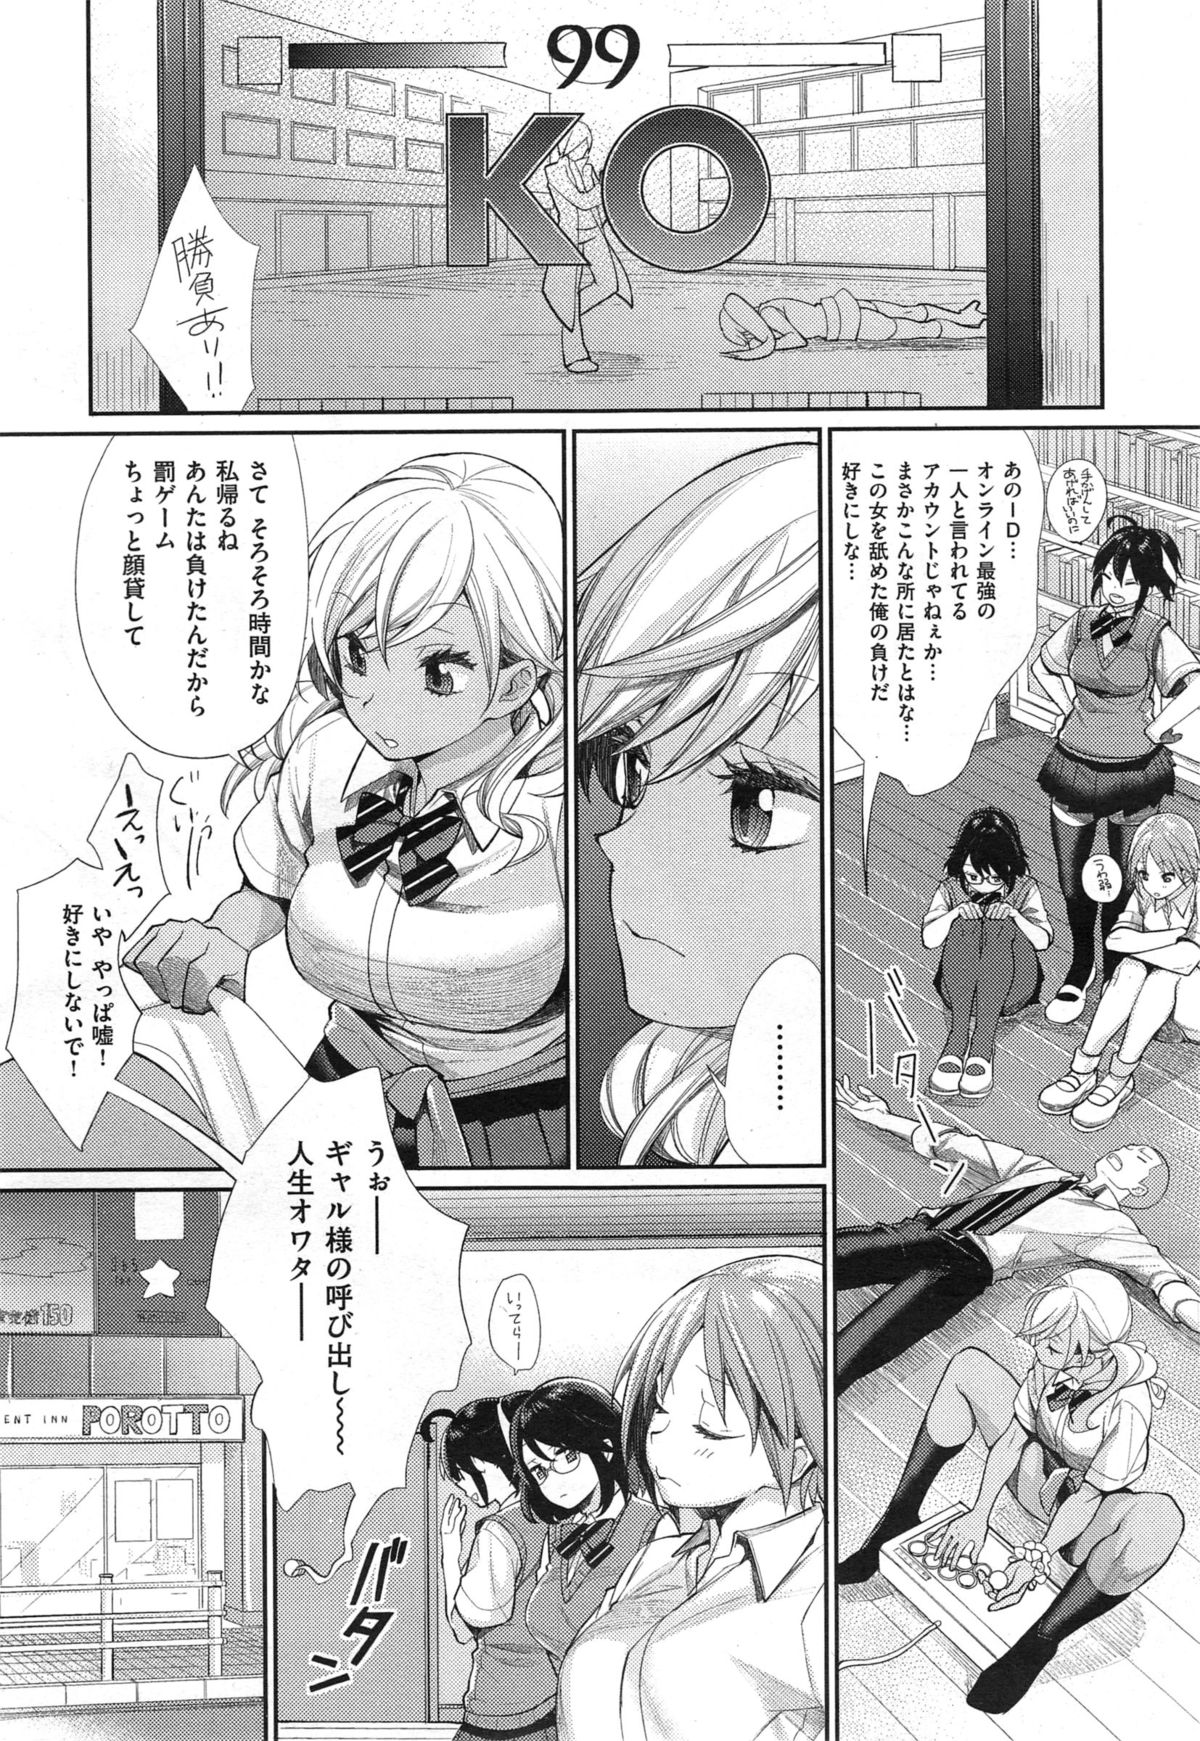 99
KO
勝負あり!!
手かげんして
あげればいいのに
あのID…
オンライン最強の
一人と言われてる
アカウントじゃねぇか…
まさかこんな所に居たとはな…
この女を舐めた俺の負けだ
好きにしな…
うわ弱…
ターーン
………
さて そろそろ時間かな
私帰るね
あんたは負けたんだから
罰ゲーム
ちょっと顔貸して
ぐいっ
えっーえっー
いや やっぱ嘘!
好きにしないで!
うぉ――
ギャル様の呼び出し~~~
人生オワタ――
いってらー
バタン
150
ENT INN POROTTO